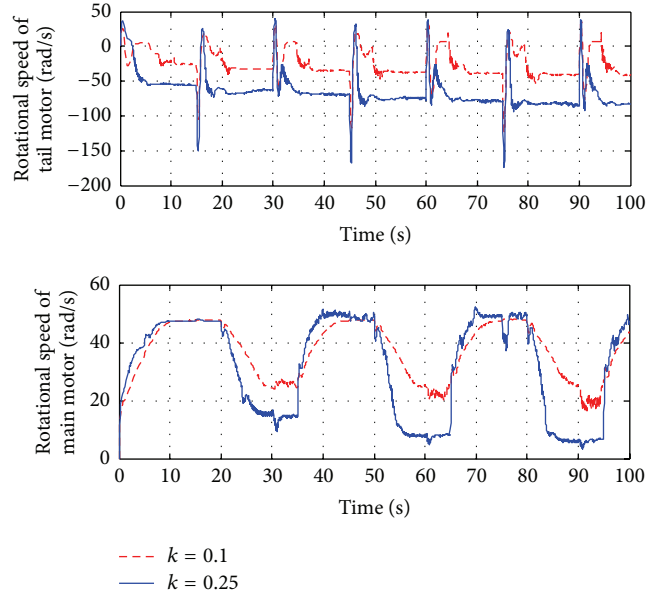 Rotational speed of
tail motor (rad/s)
50
0
−50
−100
−150
−200
0 10 20 30 40 50 60 70 80 90 100
Time (s)
Rotational speed of
main motor (rad/s)
60
40
20
0
0 10 20 30 40 50 60 70 80 90 100
Time (s)
k = 0.1
k = 0.25